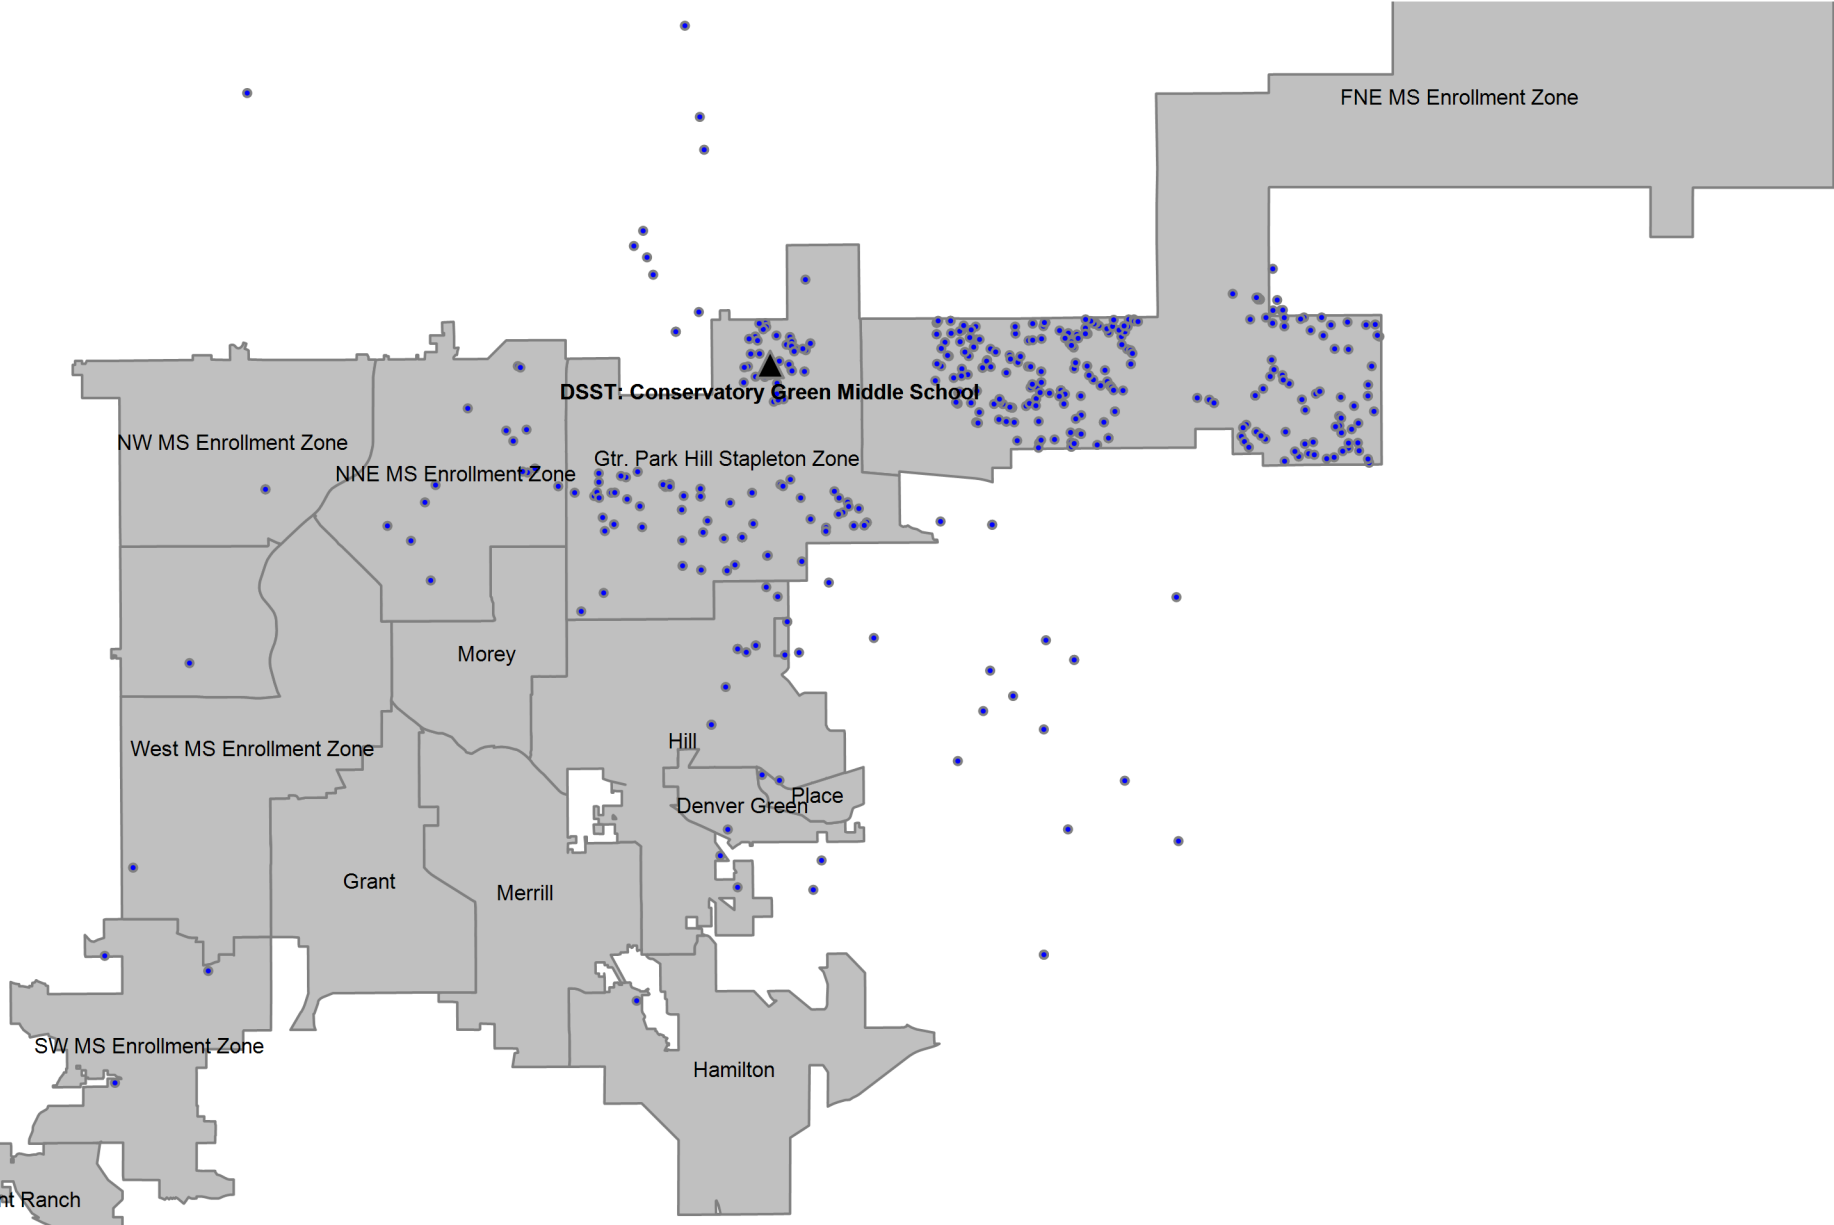 FNE MS Enrollment Zone
DSST: Conservatory Green Middle School
NW MS Enrollment Zone
Gtr. Park Hill Stapleton Zone
NNE MS Enrollment Zone
Morey
Hill
West MS Enrollment Zone
Place
Denver Green
Grant
Merrill
SW MS Enrollment Zone
Hamilton
nt Ranch